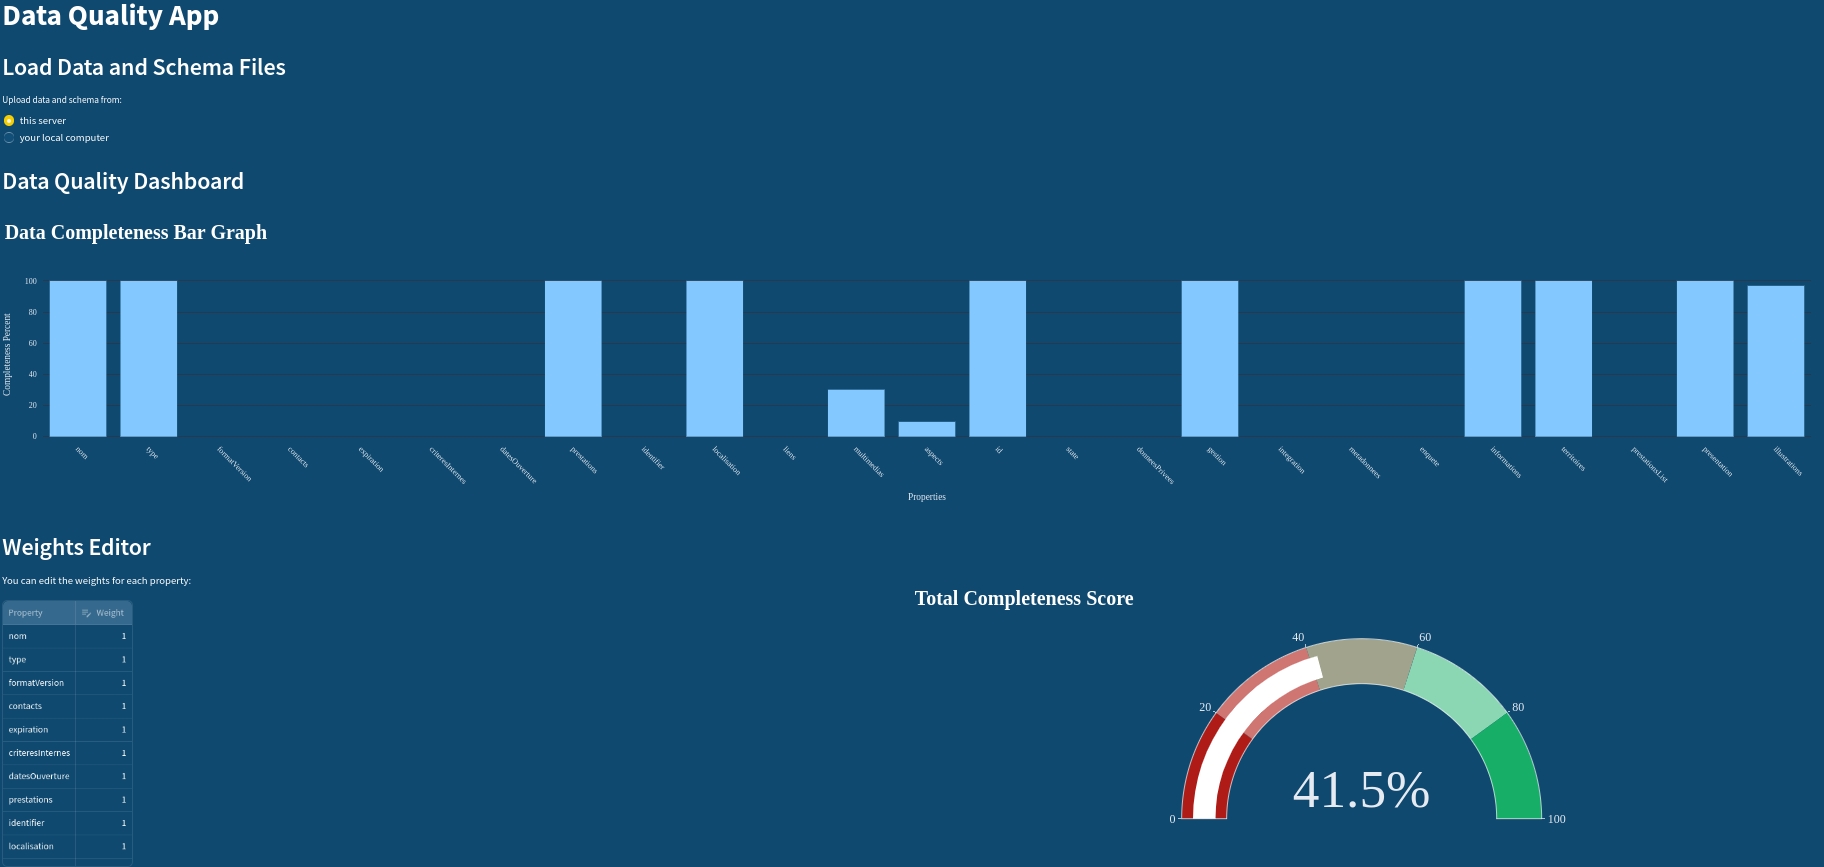 Data Quality App
Load Data and Schema Files
Upload data and schema from:
this server
your local computer
Data Quality Dashboard
Data Completeness Bar Graph
100
80
60
40
20
0
Completeness Percent
nom
type
formatVersion
contacts
expiration
criteresInternes
datesOuverture
prestations
identifier
localisation
liens
multimedias
aspects
id
state
donneesPrivees
gestion
integration
metadonnees
enquete
informations
territoires
prestationsList
presentation
illustrations
Properties
Weights Editor
You can edit the weights for each property:
Property Weight
nom 1
type 1
formatVersion 1
contacts 1
expiration 1
criteresInternes 1
datesOuverture 1
prestations 1
identifier 1
localisation 1
Total Completeness Score
0
20
40
60
80
100
41.5%